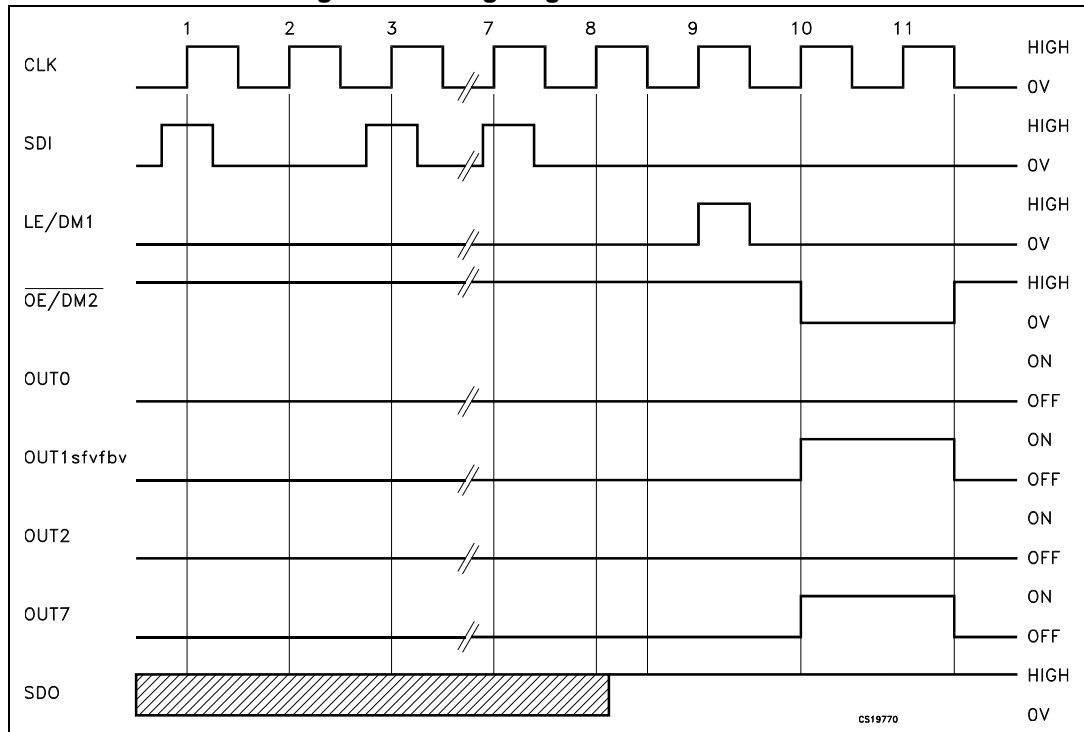 1 2 3 7 8 9 10 11
CLK
HIGH
0V
SDI
HIGH
0V
LE/DM1
HIGH
0V
OE/DM2
HIGH
0V
OUT0
ON
OFF
OUT1sfvfbv
ON
OFF
OUT2
ON
OFF
OUT7
ON
OFF
SDO
HIGH
0V
CS19770